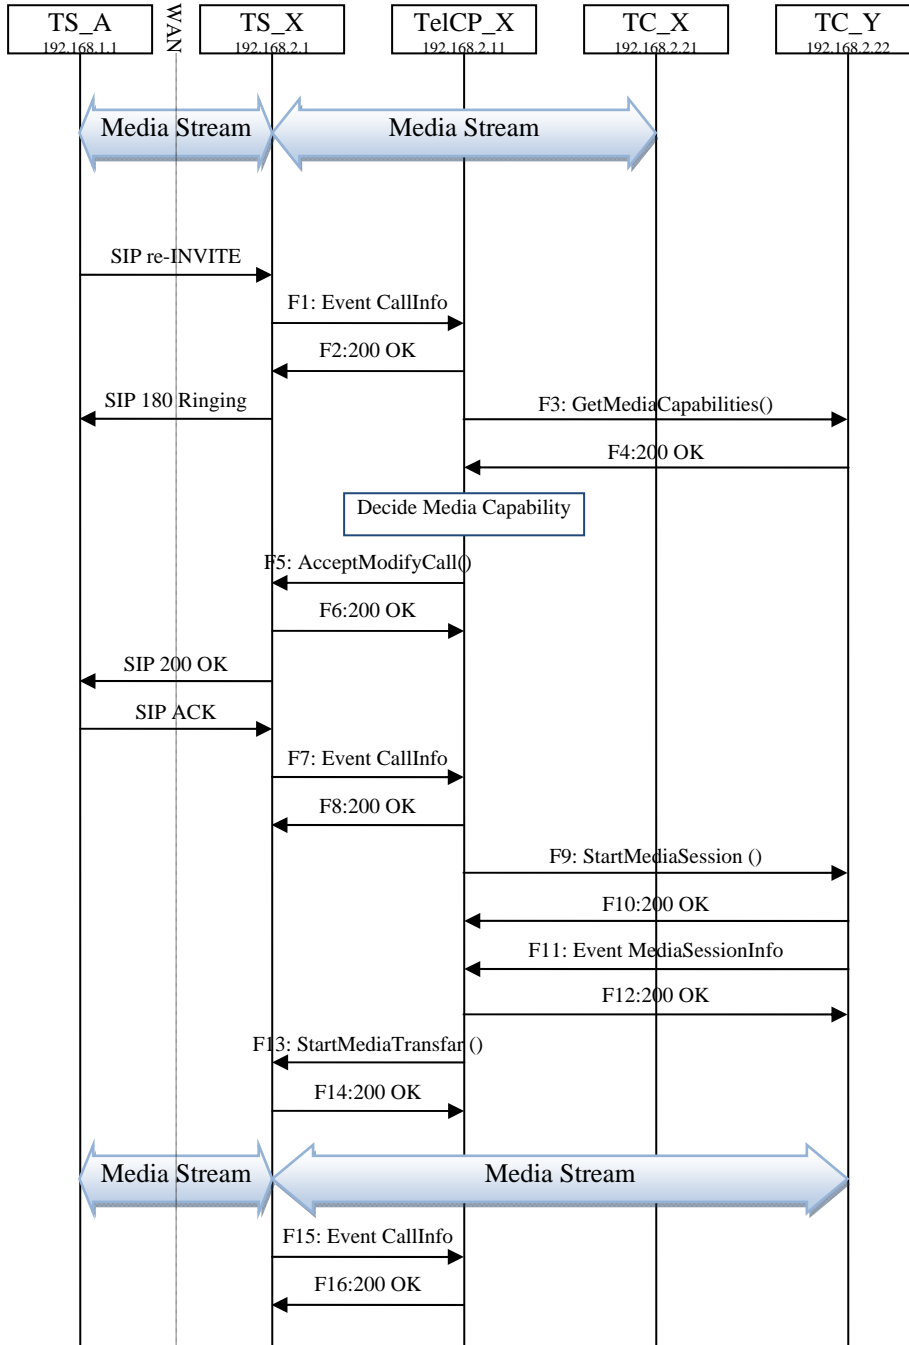 TS_A
192.168.1.1
WAN
TS_X
192.168.2.1
TelCP_X
192.168.2.11
TC_X
192.168.2.21
TC_Y
192.168.2.22
Media Stream
Media Stream
SIP re-INVITE
F1: Event CallInfo
F2:200 OK
SIP 180 Ringing
F3: GetMediaCapabilities()
F4:200 OK
Decide Media Capability
F5: AcceptModifyCall()
F6:200 OK
SIP 200 OK
SIP ACK
F7: Event CallInfo
F8:200 OK
F9: StartMediaSession ()
F10:200 OK
F11: Event MediaSessionInfo
F12:200 OK
F13: StartMediaTransfar ()
F14:200 OK
Media Stream
Media Stream
F15: Event CallInfo
F16:200 OK